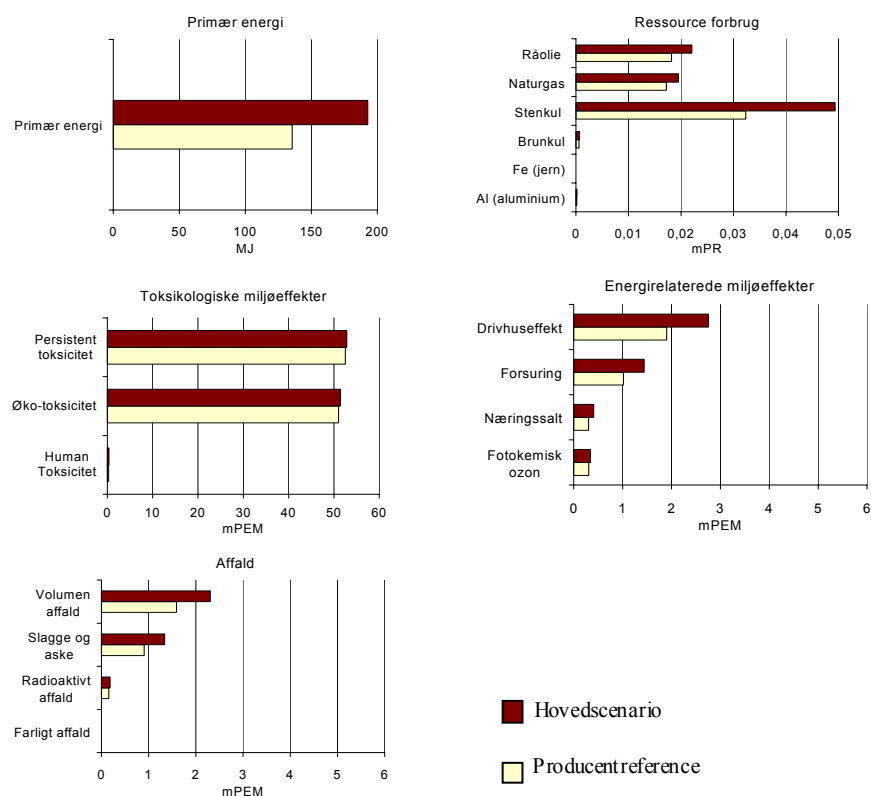 Primær energi
Primær energi
0 50 100 150 200
MJ
Ressource forbrug
Råolie
Naturgas
Stenkul
Brunkul
Fe (jern)
Al (aluminium)
0 0,01 0,02 0,03 0,04 0,05
mPR
Toksikologiske miljøeffekter
Persistent
toksicitet
Øko-toksicitet
Human
Toksicitet
0 10 20 30 40 50 60
mPEM
Energirelaterede miljøeffekter
Drivhuseffekt
Forsuring
Næringssalt
Fotokemisk
ozon
0 1 2 3 4 5 6
mPEM
Affald
Volumen
affald
Slagge og
aske
Radioaktivt
affald
Farligt affald
0 1 2 3 4 5 6
mPEM
Hovedscenario
Producentreference